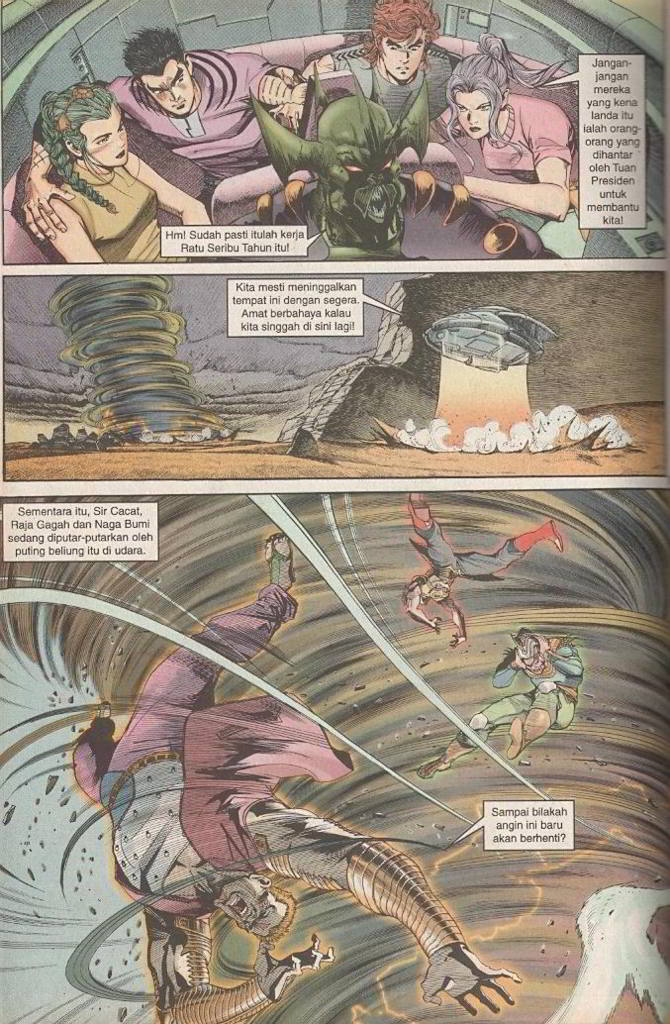 Jangan-
jangan
mereka
yang kena
landa itu
ialah orang-
orang yang
dihantar
oleh Tuan
Presiden
untuk
membantu
kita!
Hm! Sudah pasti itulah kerja
Ratu Seribu Tahun itu!
Kita mesti meninggalkan
tempat ini dengan segera.
Amat berbahaya kalau
kita singgah di sini lagi!
Sementara itu, Sir Cacat,
Raja Gagah dan Naga Bumi
sedang diputar-putarkan oleh
puting beliung itu di udara.
Sampai bilakah
angin ini baru
akan berhenti?